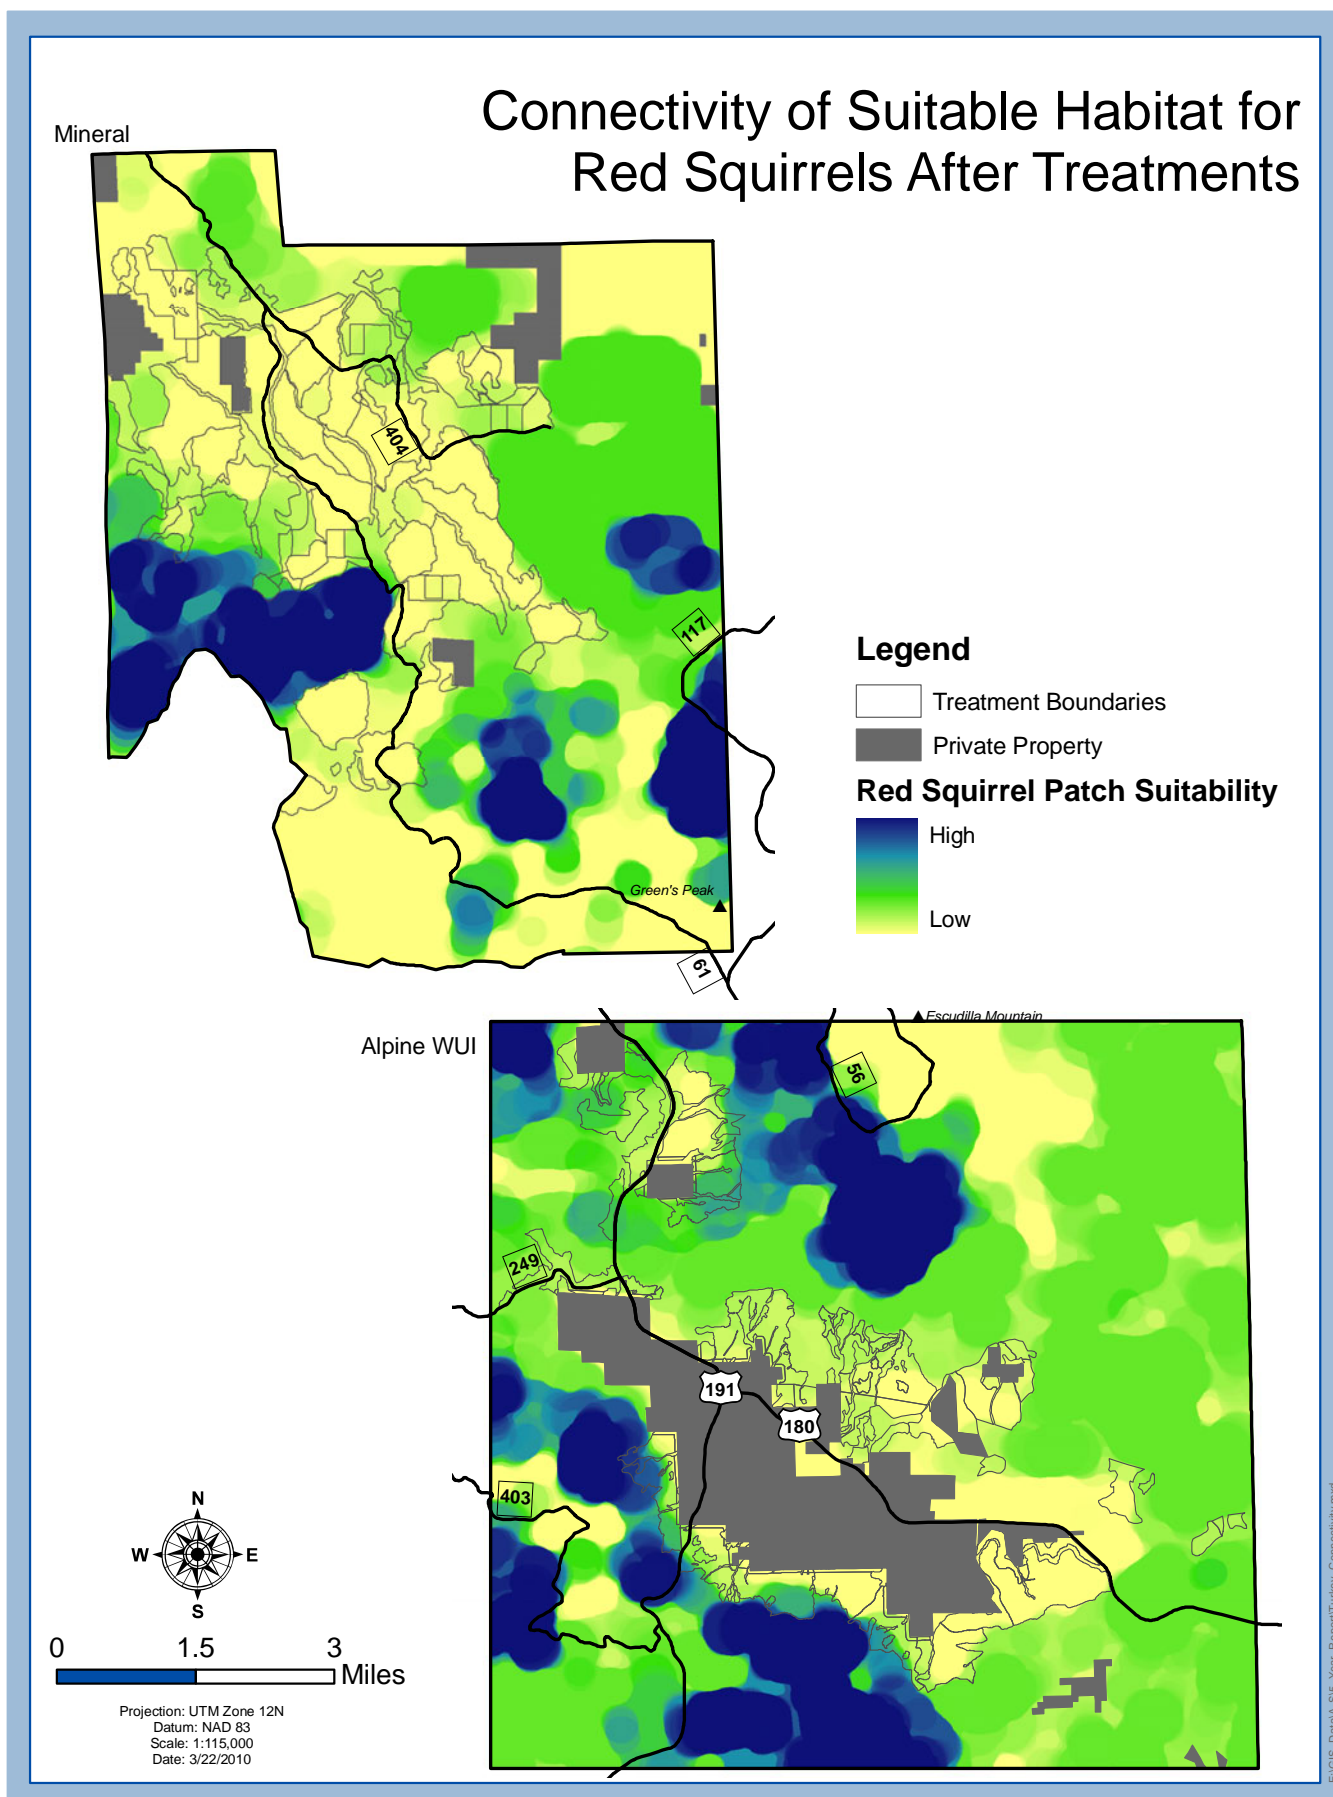 Connectivity of Suitable Habitat for
Red Squirrels After Treatments
Mineral
404
117
Green's Peak
61
Legend
Treatment Boundaries
Private Property
Red Squirrel Patch Suitability
High
Low
Alpine WUI
Escudilla Mountain
56
249
191
180
403
N
W E
S
0 1.5 3
Miles
Projection: UTM Zone 12N
Datum: NAD 83
Scale: 1:115,000
Date: 3/22/2010